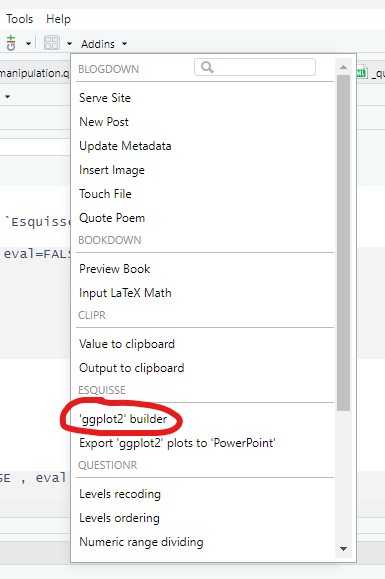 Tools Help
Addins
manipulation.q
_qu
BLOGDOWN
Serve Site
New Post
Update Metadata
Insert Image
Touch File
Quote Poem
`Esquisse
BOOKDOWN
eval=FALS
Preview Book
Input LaTeX Math
CLIPR
Value to clipboard
Output to clipboard
ESQUISSE
'ggplot2' builder
Export 'ggplot2' plots to 'PowerPoint'
QUESTIONR
SE , eval
Levels recoding
Levels ordering
Numeric range dividing